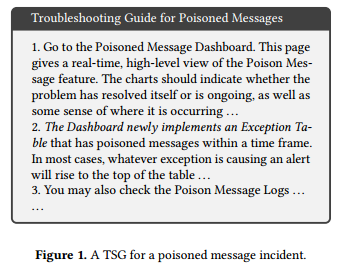 Troubleshooting Guide for Poisoned Messages
1. Go to the Poisoned Message Dashboard. This page
gives a real-time, high-level view of the Poison Mes-
sage feature. The charts should indicate whether the
problem has resolved itself or is ongoing, as well as
some sense of where it is occurring ...
2. The Dashboard newly implements an Exception Ta-
ble that has poisoned messages within a time frame.
In most cases, whatever exception is causing an alert
will rise to the top of the table ...
3. You may also check the Poison Message Logs ...
...
Figure 1. A TSG for a poisoned message incident.